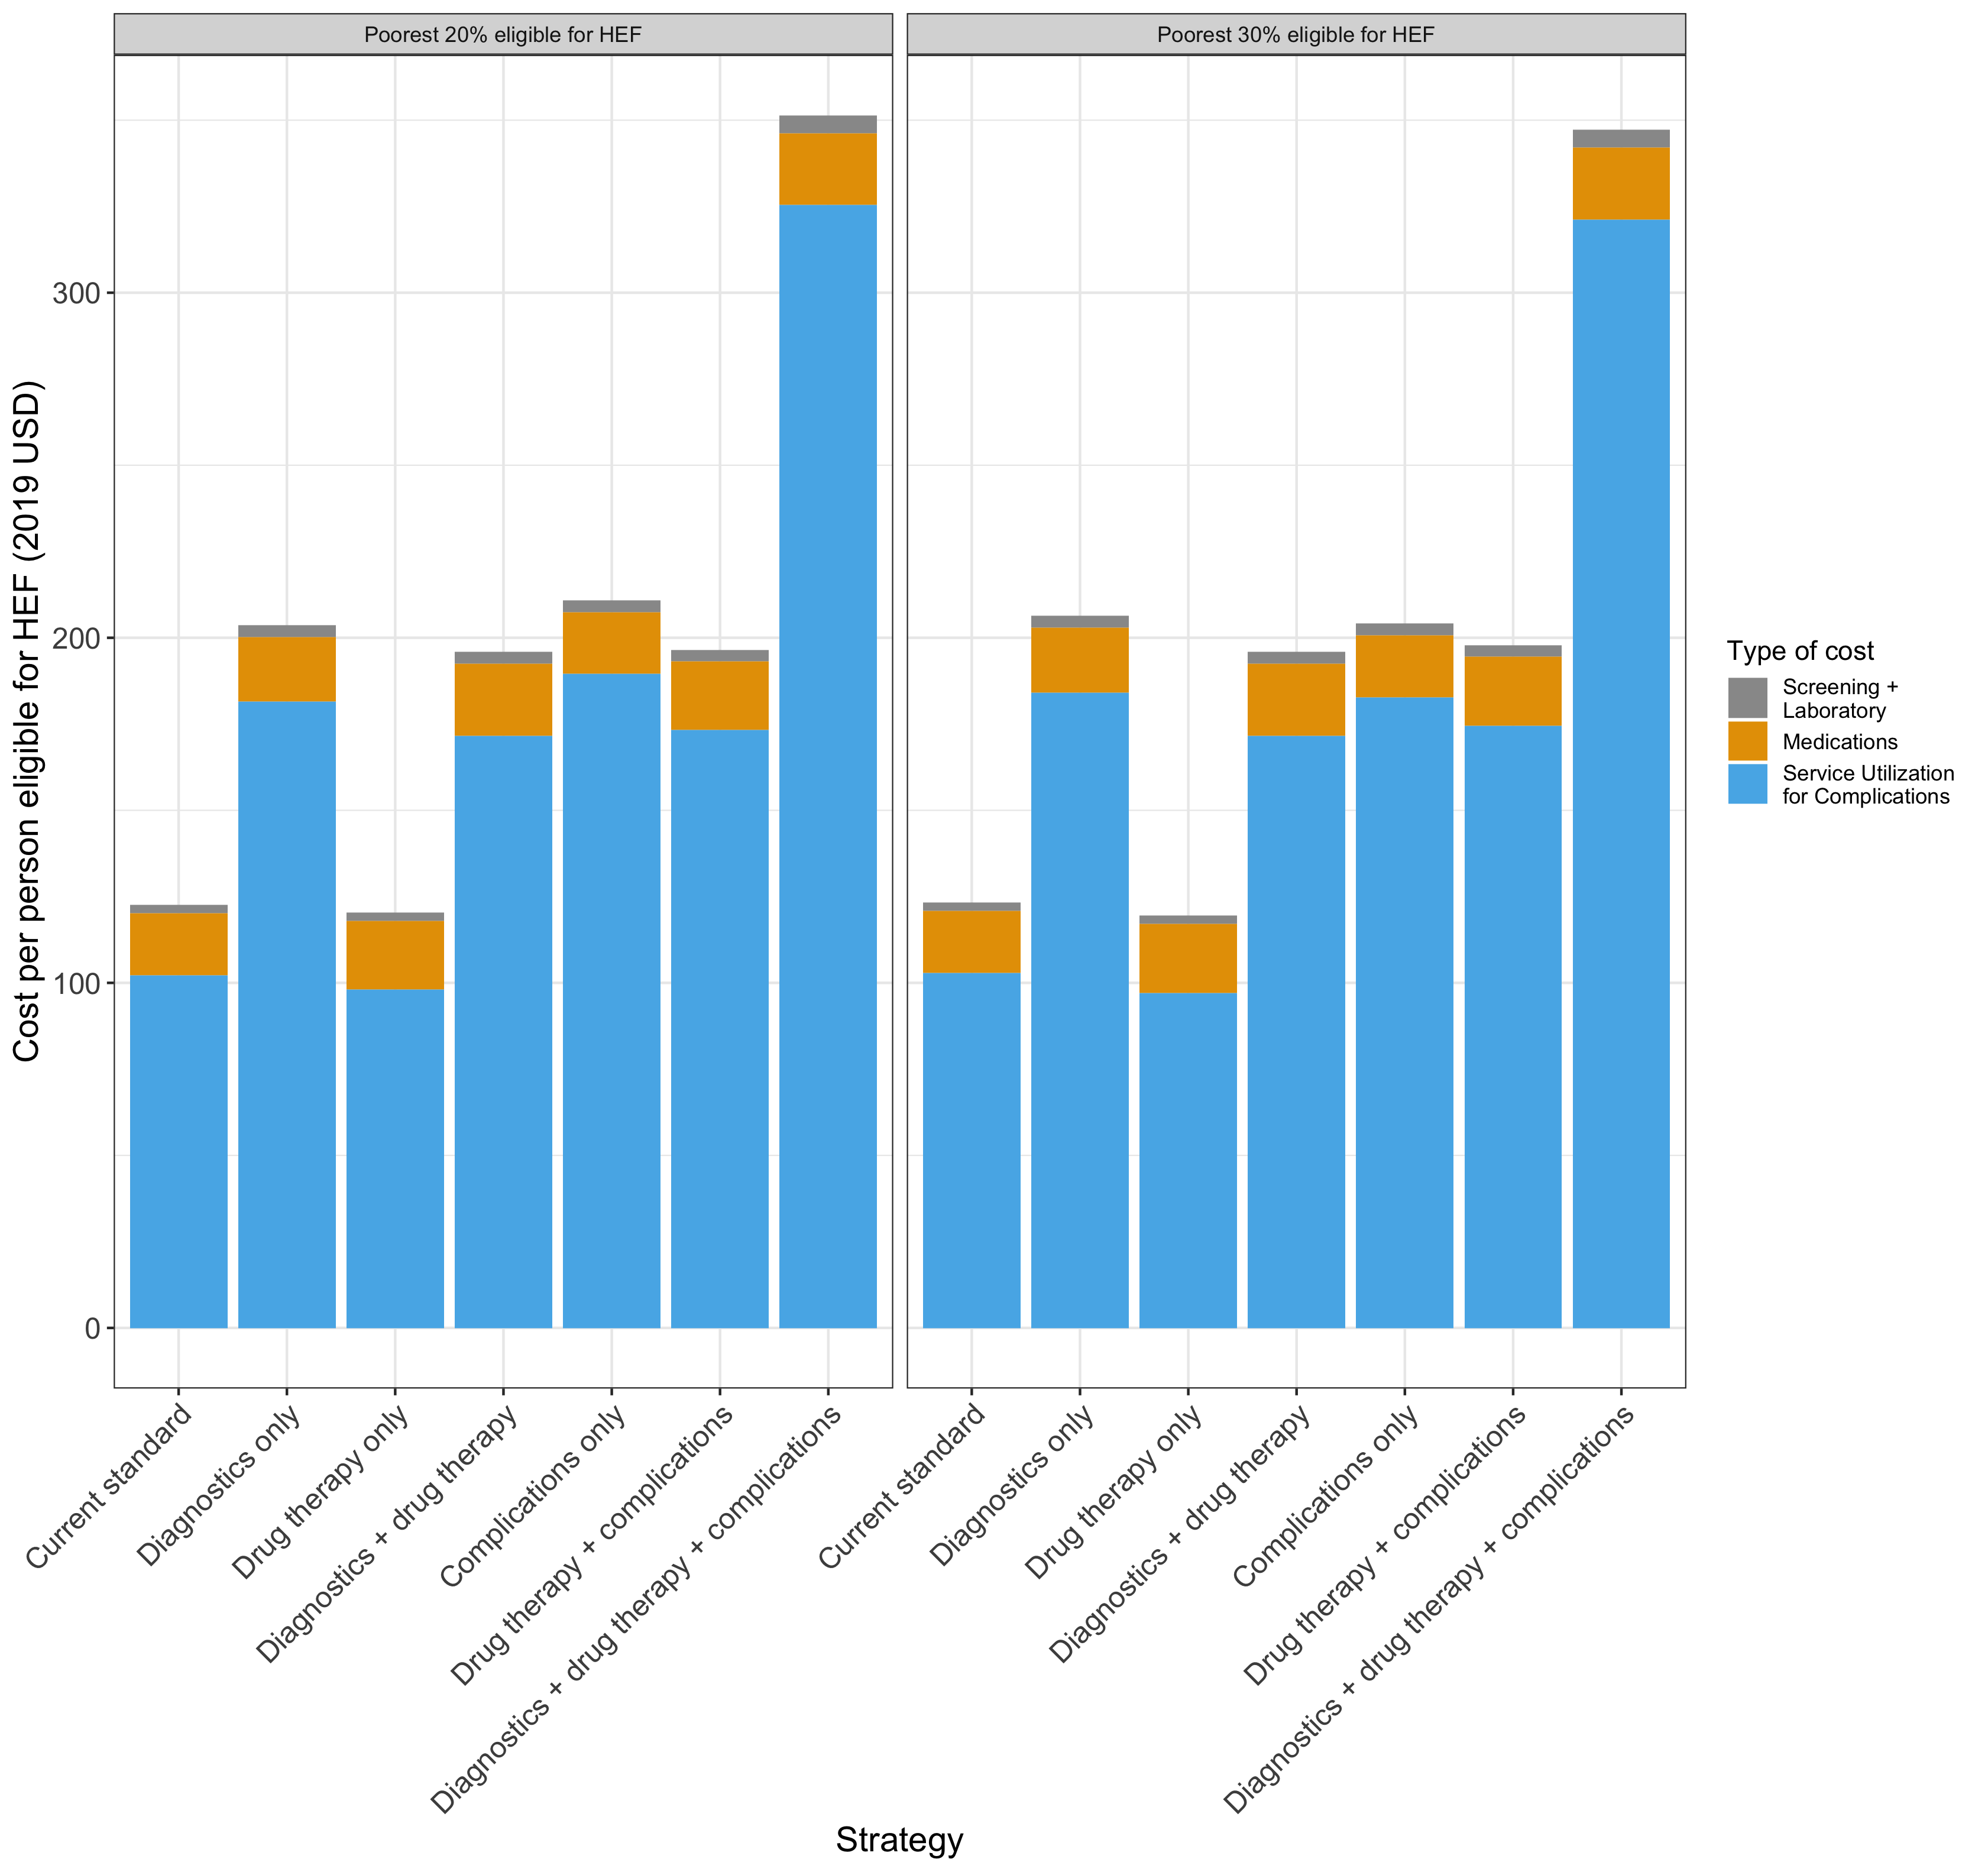 Poorest 20% eligible for HEF
Poorest 30% eligible for HEF
Cost per person eligible for HEF (2019 USD)
300
200
100
0
Type of cost
Screening +
Laboratory
Medications
Service Utilization
for Complications
Current standard
Diagnostics only
Drug therapy only
Diagnostics + drug therapy
Complications only
Drug therapy + complications
Diagnostics + drug therapy + complications
Current standard
Diagnostics only
Drug therapy only
Diagnostics + drug therapy
Complications only
Drug therapy + complications
Diagnostics + drug therapy + complications
Strategy